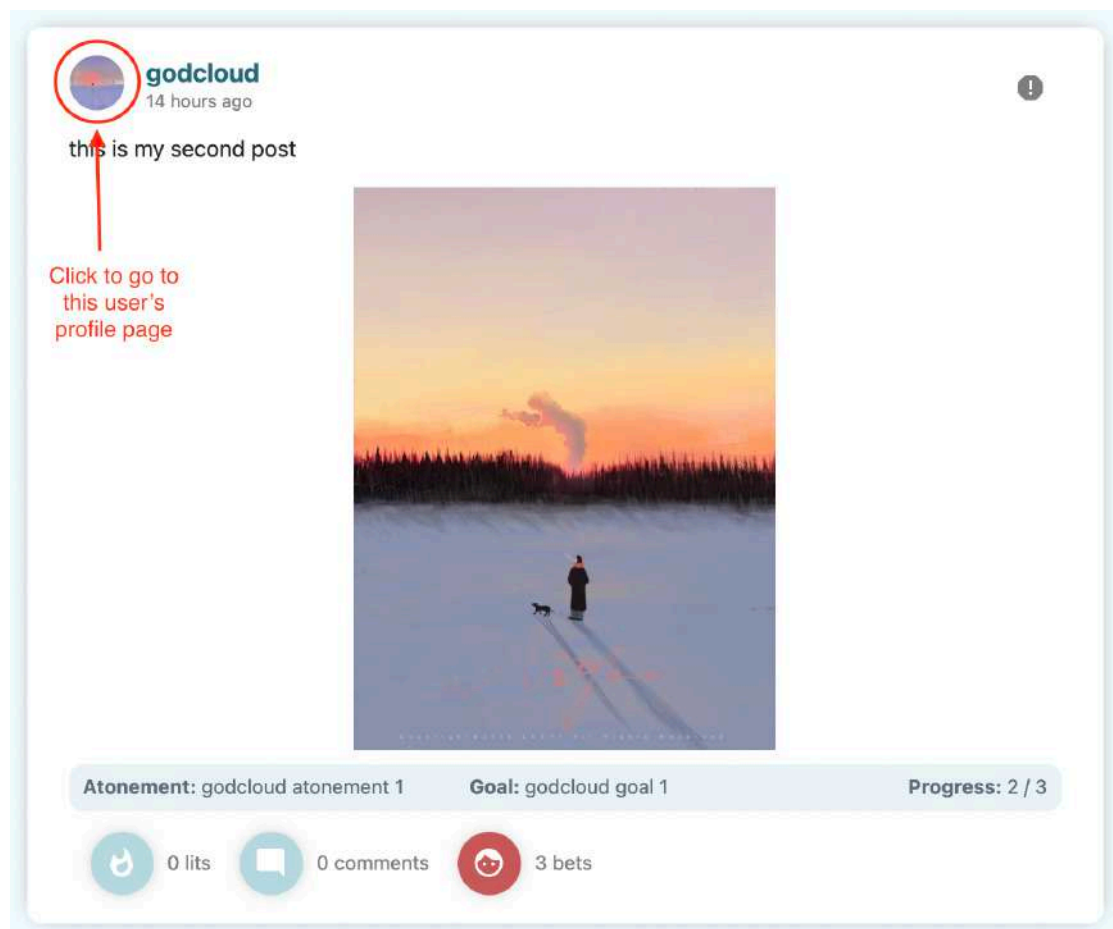 godcloud
14 hours ago
this is my second post
Click to go to
this user's
profile page
Atonement: godcloud atonement 1 Goal: godcloud goal 1 Progress: 2 / 3
0 lits 0 comments 3 bets